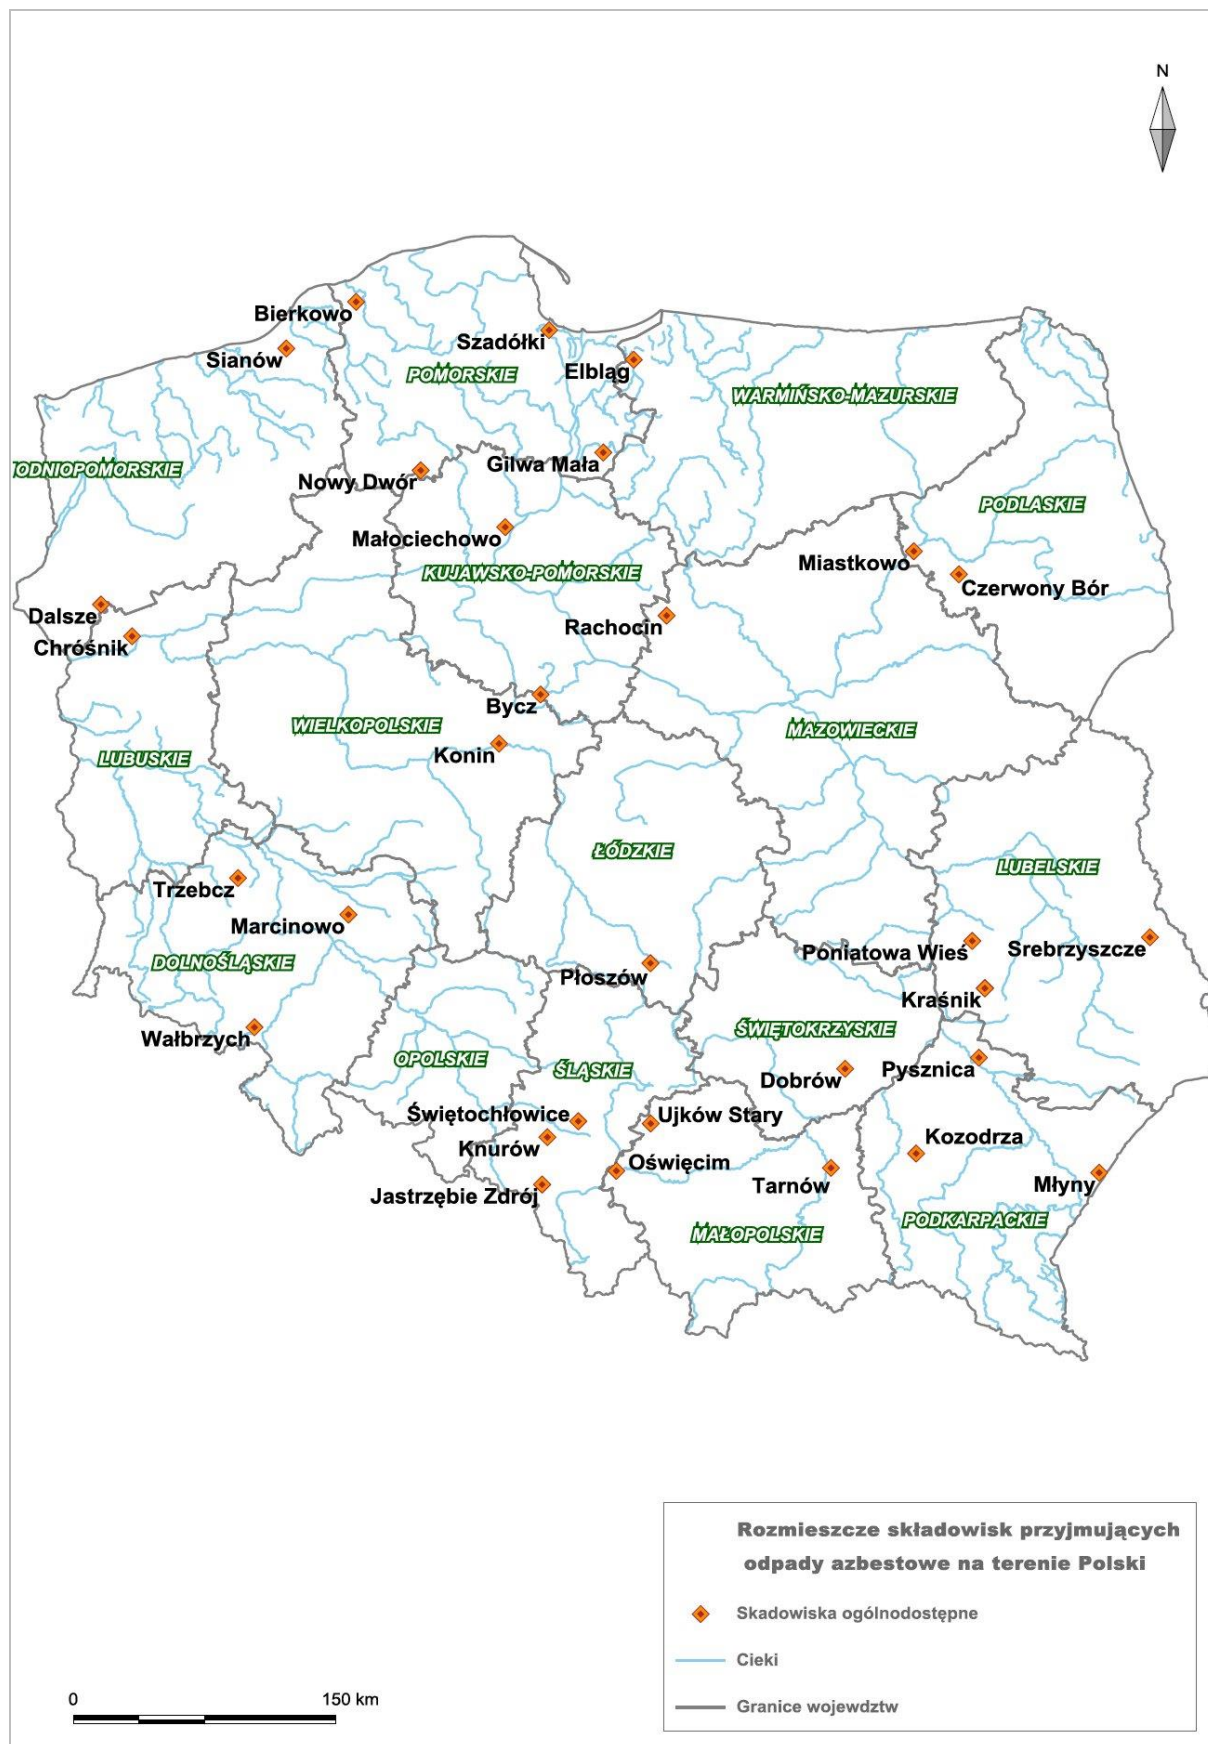 N
Bierkowo
Szadółki
Sianów
Elbląg
POMORSKIE
WARMIŃSKO-MAZURSKIE
ODNIOPOMORSKIE
Gilwa Mała
Nowy Dwór
PODLASKIE
Małociechowo
Miastkowo
KUJAWSKO-POMORSKIE
Czerwony Bór
Dalsze
Rachocin
Chróśnik
Bycz
WIELKOPOLSKIE
MAZOWIECKIE
Konin
LUBUSKIE
ŁÓDZKIE
LUBELSKIE
Trzebcz
Marcinowo
Poniatowa Wieś
Srebrzyszcze
DOLNOŚLĄSKIE
Płoszów
Kraśnik
Wałbrzych
ŚWIĘTOKRZYSKIE
OPOLSKIE
ŚLĄSKIE
Pysznica
Dobrów
Świętochłowice
Ujków Stary
Knurów
Kozodrza
Oświęcim
Jastrzębie Zdrój
Tarnów
Młyny
MAŁOPOLSKIE
PODKARPACKIE
Rozmieszcze składowisk przyjmujących
odpady azbestowe na terenie Polski
Skadowiska ogólnodostępne
Cieki
Granice wojewdztw
0 150 km